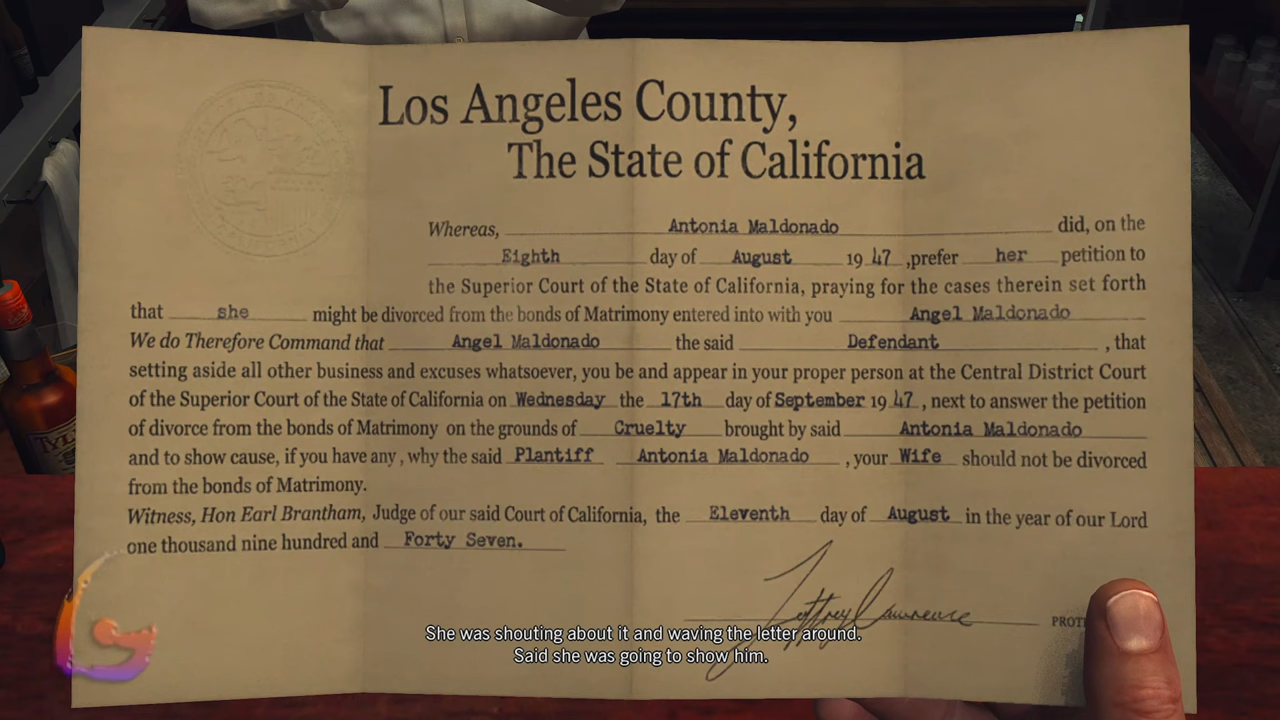 Los Angeles County,
The State of California
Whereas, Antonia Maldonado did, on the
Eighth day of August 19 47 ,prefer her petition to
the Superior Court of the State of California, praying for the cases therein set forth
that she might be divorced from the bonds of Matrimony entered into with you Angel Maldonado
We do Therefore Command that Angel Maldonado the said Defendant , that
setting aside all other business and excuses whatsoever, you be and appear in your proper person at the Central District Court
of the Superior Court of the State of California on Wednesday the 17th day of September 19 47 , next to answer the petition
of divorce from the bonds of Matrimony on the grounds of Cruelty brought by said Antonia Maldonado
and to show cause, if you have any , why the said Plantiff Antonia Maldonado , your Wife should not be divorced
from the bonds of Matrimony.
Witness, Hon Earl Brantham, Judge of our said Court of California, the Eleventh day of August in the year of our Lord
one thousand nine hundred and Forty Seven.
Jeffrey Lawrence
She was shouting about it and waving the letter around.
Said she was going to show him.